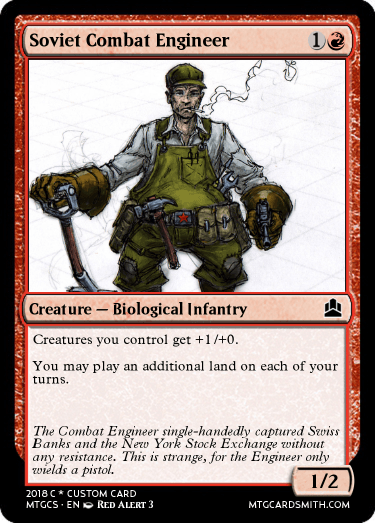 Soviet Combat Engineer 1
Creature — Biological Infantry
Creatures you control get +1/+0.
You may play an additional land on each of your
turns.
The Combat Engineer single-handedly captured Swiss
Banks and the New York Stock Exchange without
any resistance. This is strange, for the Engineer only
wields a pistol.
1/2
2018 C * CUSTOM CARD
MTGCS · EN RED ALERT 3
MTGCARDSMITH.COM